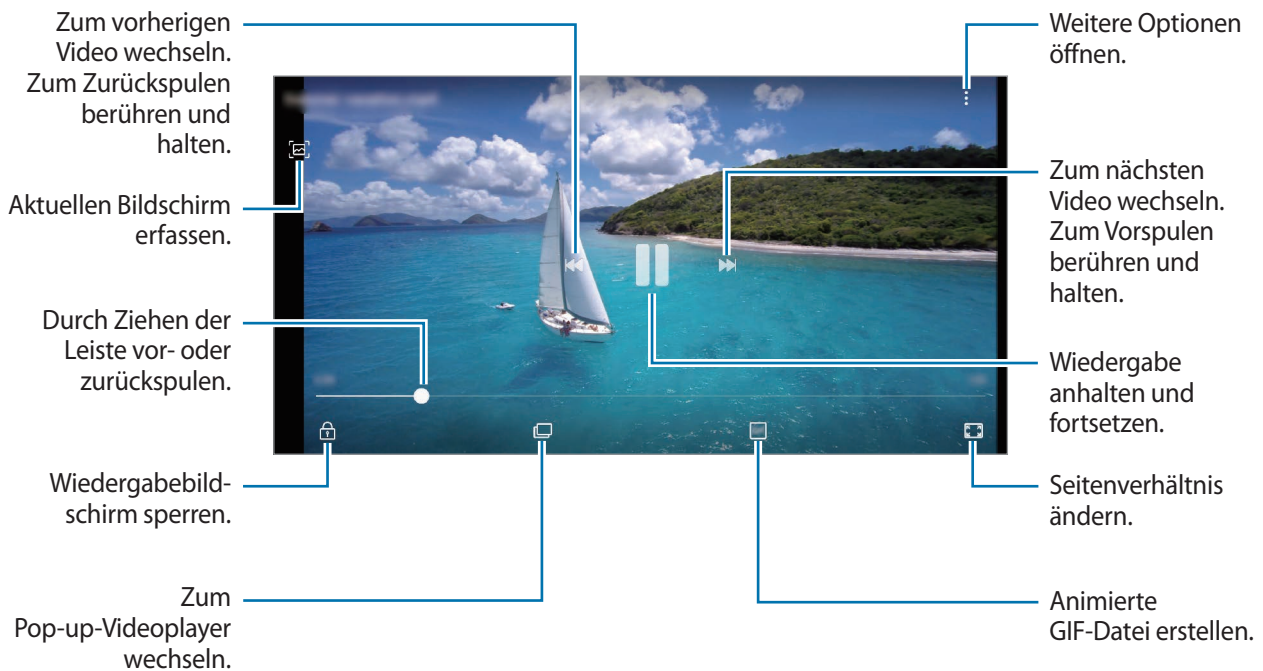 Zum vorherigen
Video wechseln.
Zum Zurückspulen
berühren und
halten.
Aktuellen Bildschirm
erfassen.
Durch Ziehen der
Leiste vor- oder
zurückspulen.
Wiedergabebild-
schirm sperren.
Zum
Pop-up-Videoplayer
wechseln.
Weitere Optionen
öffnen.
Zum nächsten
Video wechseln.
Zum Vorspulen
berühren und
halten.
Wiedergabe
anhalten und
fortsetzen.
Seitenverhältnis
ändern.
Animierte
GIF-Datei erstellen.